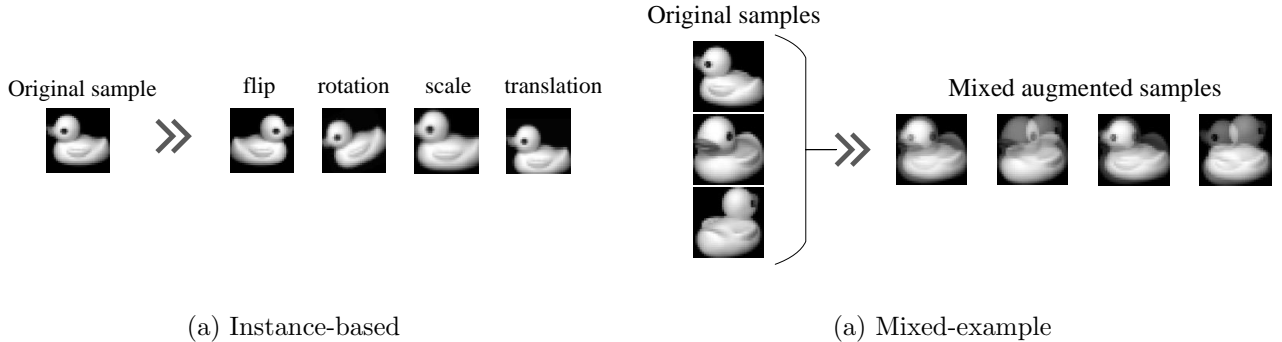 Original sample
flip
rotation
scale
translation
(a) Instance-based
Original samples
Mixed augmented samples
(a) Mixed-example